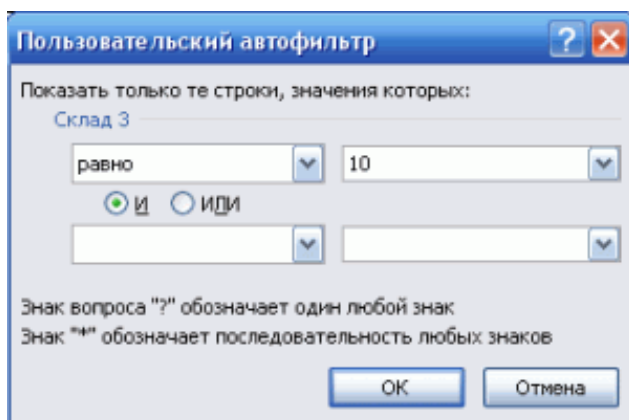 Пользовательский автофильтр
Показать только те строки, значения которых:
Склад 3
равно 10
И ИЛИ
Знак вопроса "?" обозначает один любой знак
Знак "*" обозначает последовательность любых знаков
ОК Отмена